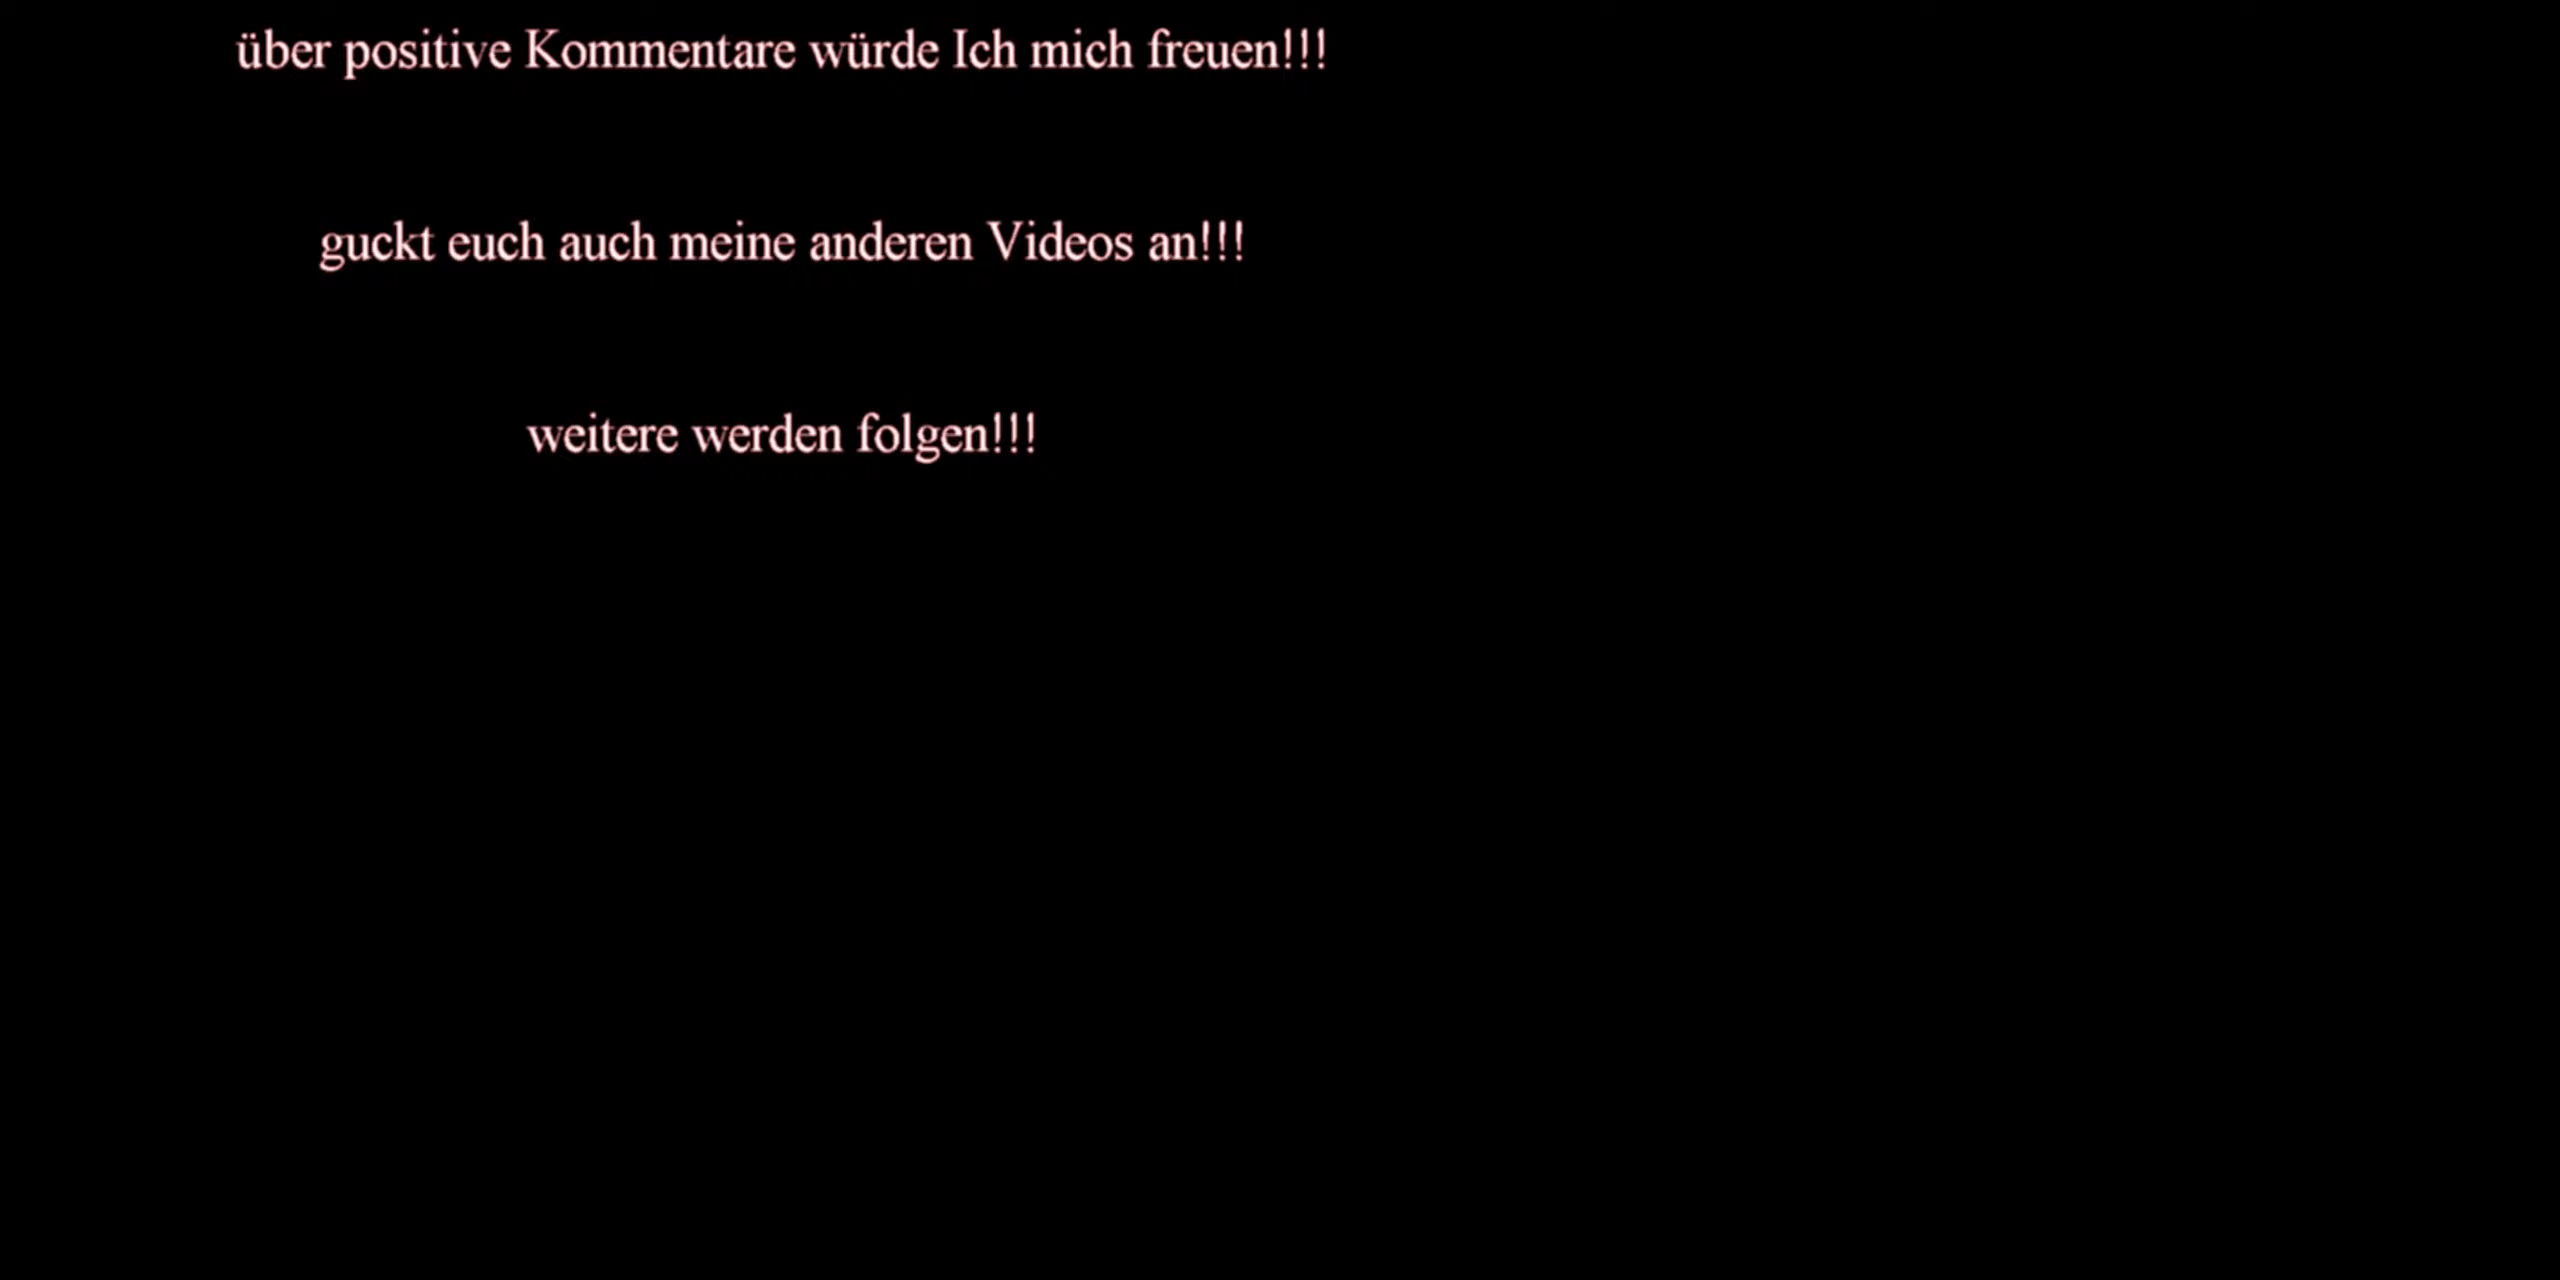 über positive Kommentare würde Ich mich freuen!!!
guckt euch auch meine anderen Videos an!!!
weitere werden folgen!!!